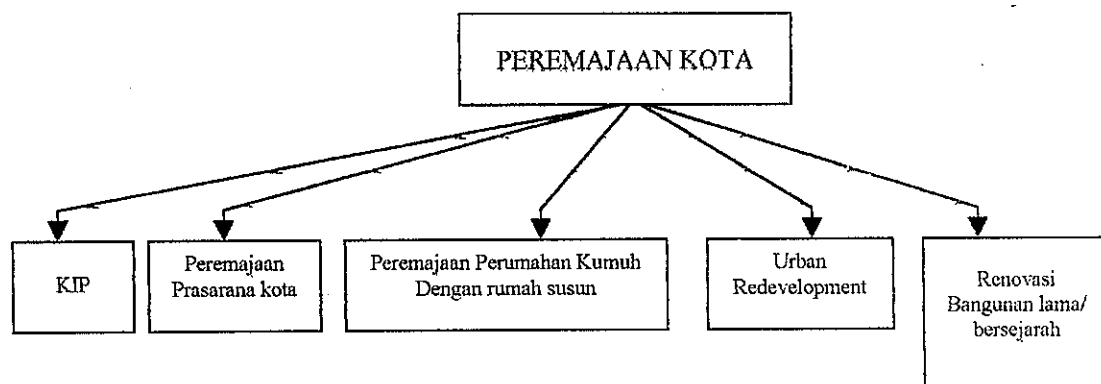 PEREMAJAAN KOTA
KIP
Peremajaan
Prasarana kota
Peremajaan Perumahan Kumuh
Dengan rumah susun
Urban
Redevelopment
Renovasi
Bangunan lama/
bersejarah